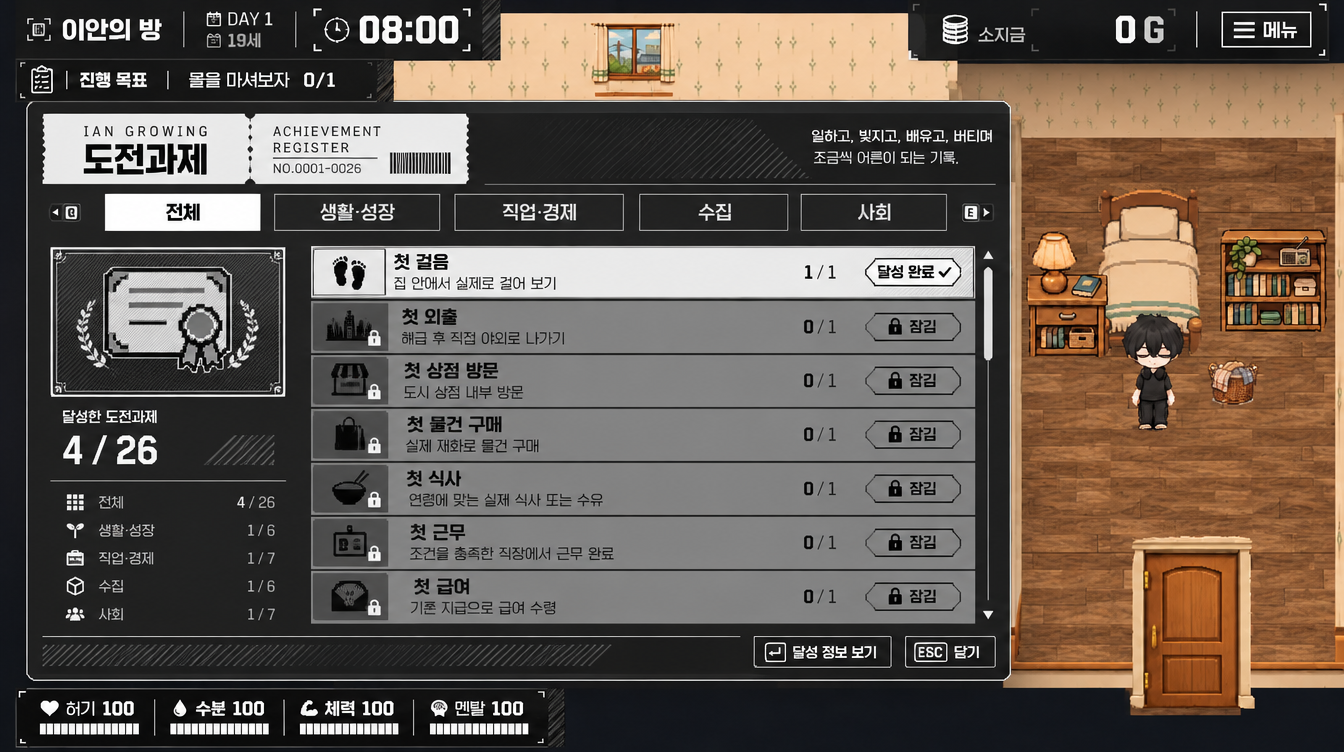 이안의 방
DAY 1
19세
08:00
소지금
0 G
메뉴
진행 목표
몰을 마셔보자 0/1
IAN GROWING
도전과제
ACHIEVEMENT
REGISTER
NO.0001-0026
일하고, 빚지고, 배우고, 버티며
조금씩 어른이 되는 기록.
Q
전체
생활·성장
직업·경제
수집
사회
E
첫 걸음
집 안에서 실제로 걸어 보기
1 / 1
달성 완료
첫 외출
해급 후 직접 야외로 나가기
0 / 1
잠김
첫 상점 방문
도시 상점 내부 방문
0 / 1
잠김
첫 물건 구매
실제 재화로 물건 구매
0 / 1
잠김
첫 식사
연령에 맞는 실제 식사 또는 수유
0 / 1
잠김
첫 근무
조건을 충족한 직장에서 근무 완료
0 / 1
잠김
첫 급여
기존 지급으로 급여 수령
0 / 1
잠김
달성한 도전과제
4 / 26
전체 4 / 26
생활·성장 1 / 6
직업·경제 1 / 7
수집 1 / 6
사회 1 / 7
달성 정보 보기
ESC 닫기
허기 100
수분 100
체력 100
멘탈 100